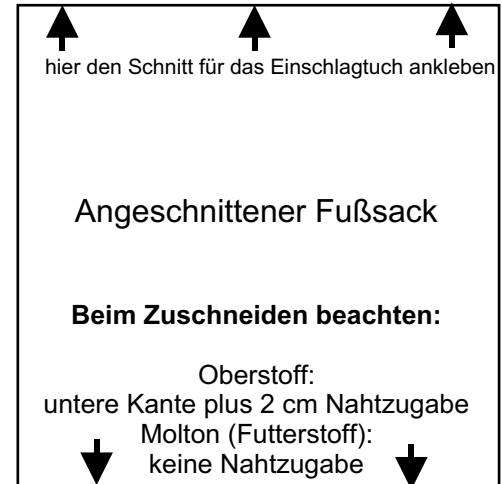 hier den Schnitt für das Einschlagtuch ankleben
Angeschnittener Fußsack
Beim Zuschneiden beachten:
Oberstoff:
untere Kante plus 2 cm Nahtzugabe
Molton (Futterstoff):
keine Nahtzugabe